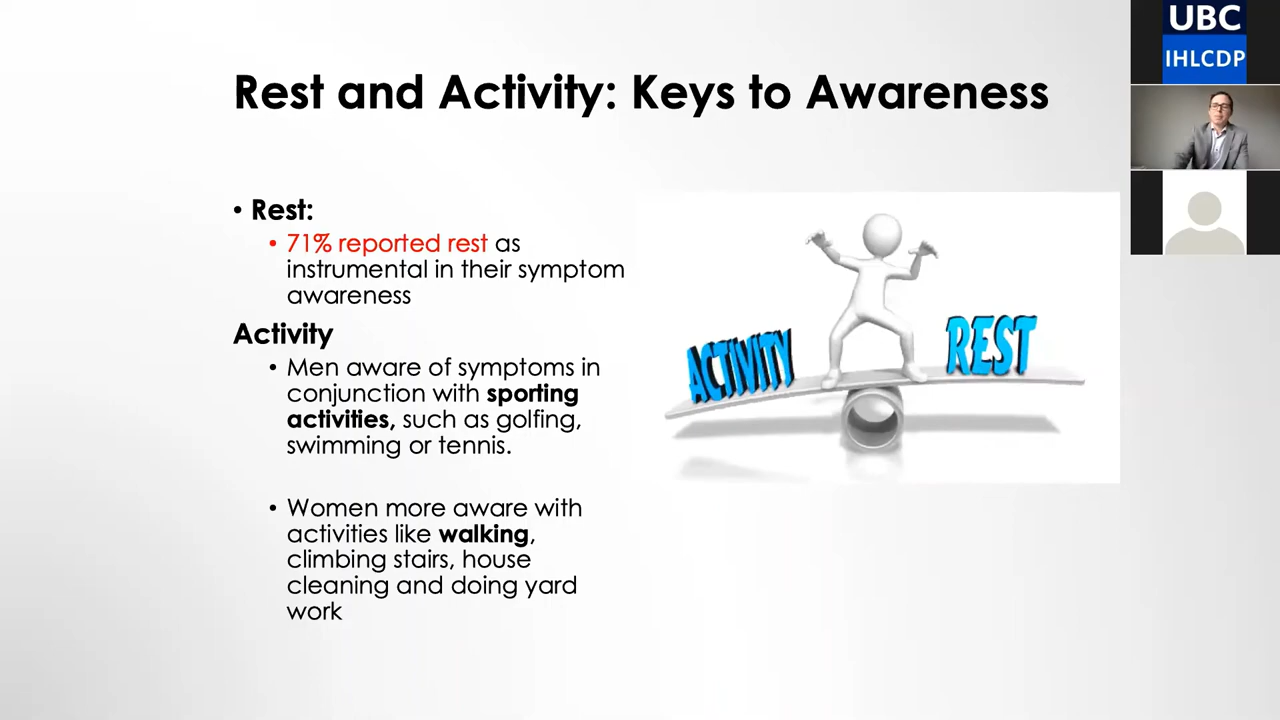 Rest and Activity: Keys to Awareness
• Rest:
• 71% reported rest as
instrumental in their symptom
awareness
Activity
• Men aware of symptoms in
conjunction with sporting
activities, such as golfing,
swimming or tennis.
• Women more aware with
activities like walking,
climbing stairs, house
cleaning and doing yard
work
ACTIVITY
REST
UBC
IHLCDP